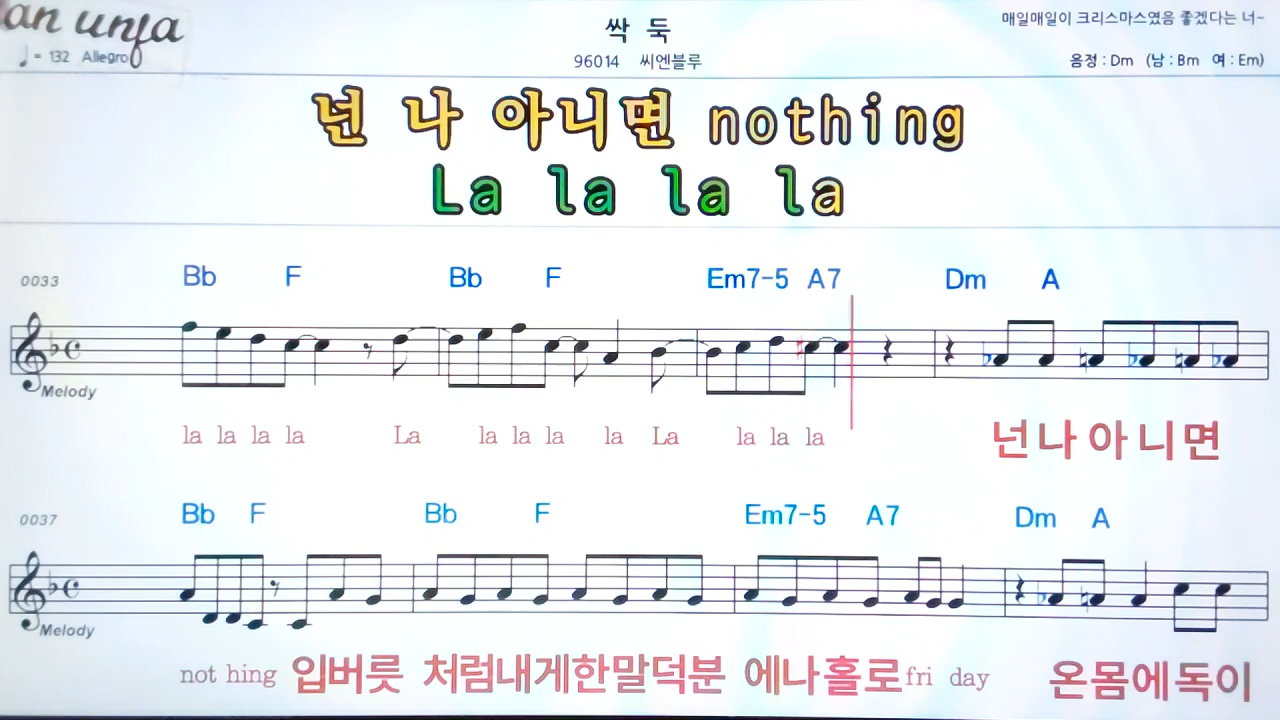 an unfa
♩= 132 Allegro
싹 둑
96014 씨엔블루
매일매일이 크리스마스였음 좋겠다는 너~
음정 : Dm (남 : Bm 여 : Em)
넌 나 아니면 nothing
La la la la
0033 Bb F Bb F Em7-5 A7 Dm A
Melody
la la la la La la la la la La la la la 넌 나 아 니 면
0037 Bb F Bb F Em7-5 A7 Dm A
Melody
not hing 입버릇 처럼내게한말덕분 에나홀로 fri day 온몸에독이